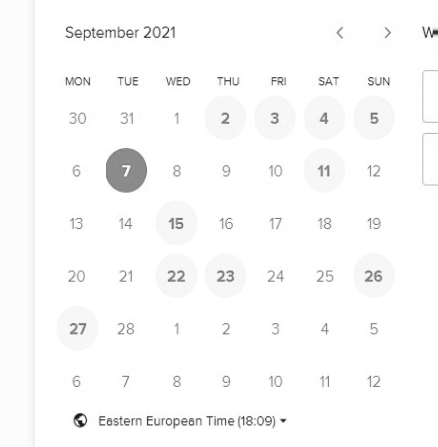 September 2021 < >
MON TUE WED THU FRI SAT SUN
30 31 1 2 3 4 5
6 7 8 9 10 11 12
13 14 15 16 17 18 19
20 21 22 23 24 25 26
27 28 1 2 3 4 5
6 7 8 9 10 11 12
Eastern European Time (18:09)